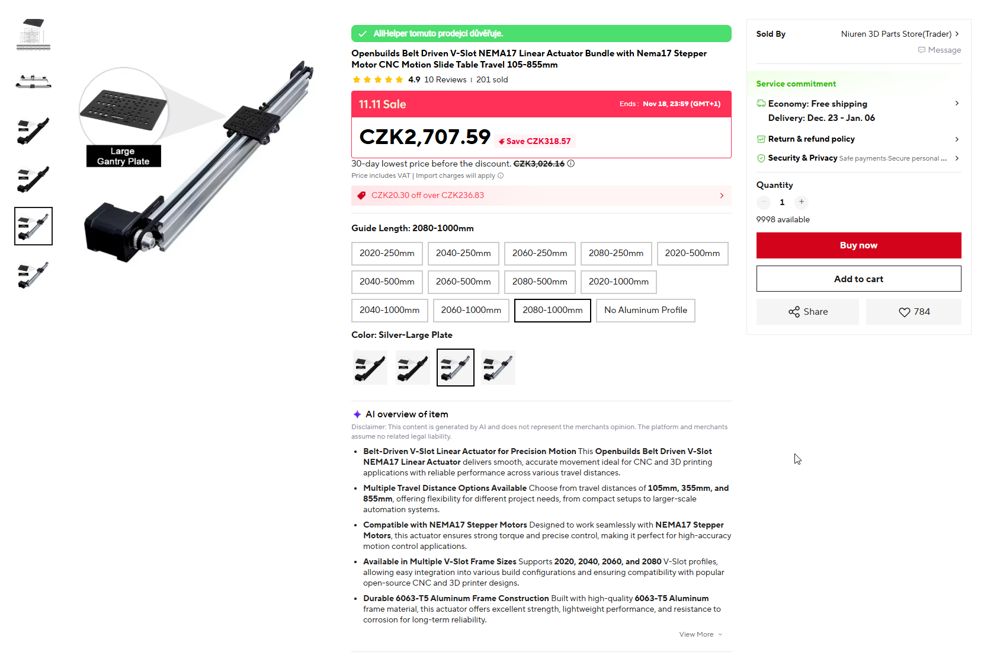 Large
Gantry Plate
AliHelper tomuto prodejci důvěřuje.
Openbuilds Belt Driven V-Slot NEMA17 Linear Actuator Bundle with Nema17 Stepper
Motor CNC Motion Slide Table Travel 105-855mm
4.9 10 Reviews 201 sold
11.11 Sale
Ends : Nov 18, 23:59 (GMT+1)
CZK2,707.59 Save CZK318.57
30-day lowest price before the discount. CZK3,026.16
Price includes VAT | Import charges will apply
CZK20.30 off over CZK236.83
Guide Length: 2080-1000mm
2020-250mm 2040-250mm 2060-250mm 2080-250mm 2020-500mm
2040-500mm 2060-500mm 2080-500mm 2020-1000mm
2040-1000mm 2060-1000mm 2080-1000mm No Aluminum Profile
Color: Silver-Large Plate
AI overview of item
Disclaimer: This content is generated by AI and does not represent the merchants opinion. The platform and merchants
assume no related legal liability.
• Belt-Driven V-Slot Linear Actuator for Precision Motion This Openbuilds Belt Driven V-Slot
NEMA17 Linear Actuator delivers smooth, accurate movement ideal for CNC and 3D printing
applications with reliable performance across various travel distances.
• Multiple Travel Distance Options Available Choose from travel distances of 105mm, 355mm, and
855mm, offering flexibility for different project needs, from compact setups to larger-scale
automation systems.
• Compatible with NEMA17 Stepper Motors Designed to work seamlessly with NEMA17 Stepper
Motors, this actuator ensures strong torque and precise control, making it perfect for high-accuracy
motion control applications.
• Available in Multiple V-Slot Frame Sizes Supports 2020, 2040, 2060, and 2080 V-Slot profiles,
allowing easy integration into various build configurations and ensuring compatibility with popular
open-source CNC and 3D printer designs.
• Durable 6063-T5 Aluminum Frame Construction Built with high-quality 6063-T5 Aluminum
frame material, this actuator offers excellent strength, lightweight performance, and resistance to
corrosion for long-term reliability.
View More
Sold By Niuren 3D Parts Store(Trader)
Message
Service commitment
Economy: Free shipping
Delivery: Dec. 23 - Jan. 06
Return & refund policy
Security & Privacy Safe payments·Secure personal ...
Quantity
- 1 +
9998 available
Buy now
Add to cart
Share 784